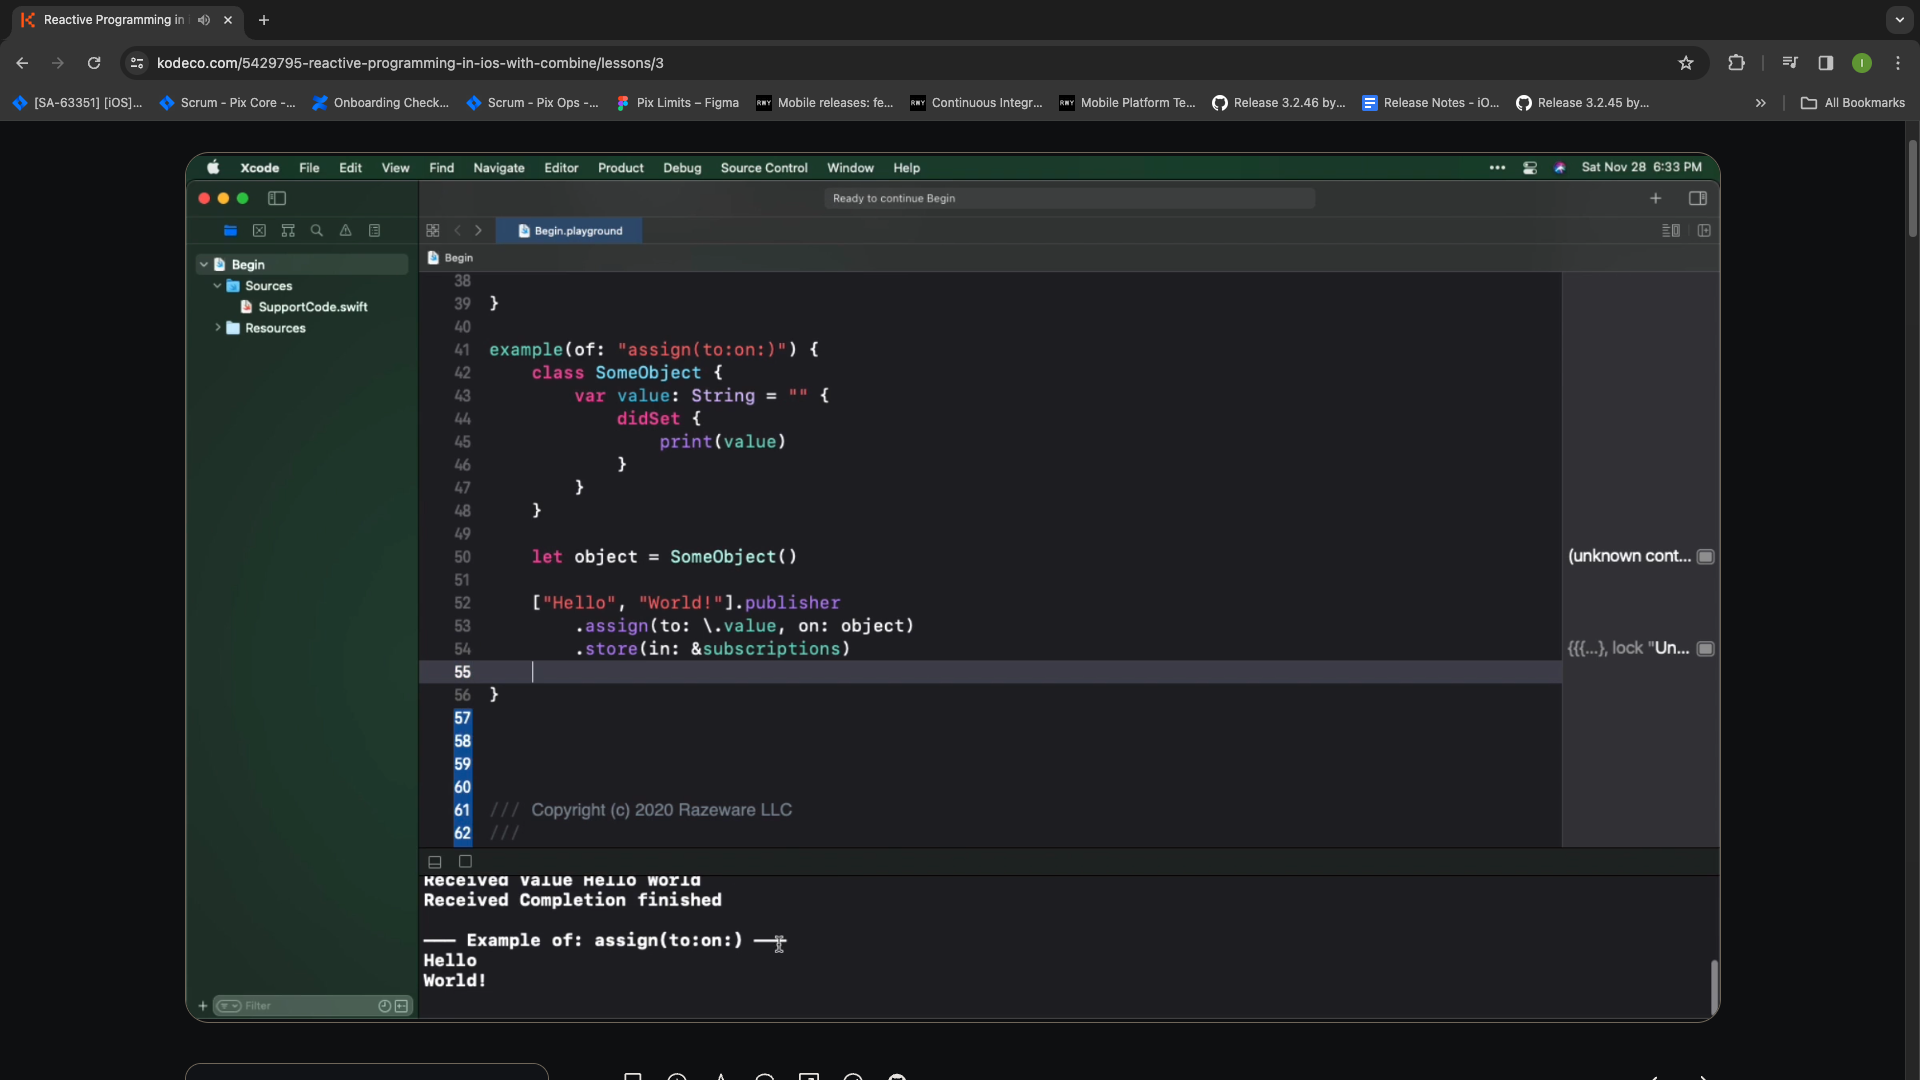 Reactive Programming in
kodeco.com/5429795-reactive-programming-in-ios-with-combine/lessons/3
I
[SA-63351] [iOS]...
Scrum - Pix Core -...
Onboarding Check...
Scrum - Pix Ops -...
Pix Limits – Figma
RWY
Mobile releases: fe...
RWY
Continuous Integr...
RWY
Mobile Platform Te...
Release 3.2.46 by...
Release Notes - iO...
Release 3.2.45 by...
»
All Bookmarks
Xcode File Edit View Find Navigate Editor Product Debug Source Control Window Help
Sat Nov 28 6:33 PM
Ready to continue Begin
Begin.playground
Begin
Begin
Sources
SupportCode.swift
Resources
38
39 }
40
41 example(of: "assign(to:on:)") {
42 class SomeObject {
43 var value: String = "" {
44 didSet {
45 print(value)
46 }
47 }
48 }
49
50 let object = SomeObject()
(unknown cont...
51
52 ["Hello", "World!"].publisher
53 .assign(to: \.value, on: object)
54 .store(in: &subscriptions)
{{{...}, lock "Un...
55
56 }
57
58
59
60
61 /// Copyright (c) 2020 Razeware LLC
62 ///
Received Value Hello World
Received Completion finished
——— Example of: assign(to:on:) ———
Hello
World!
Filter